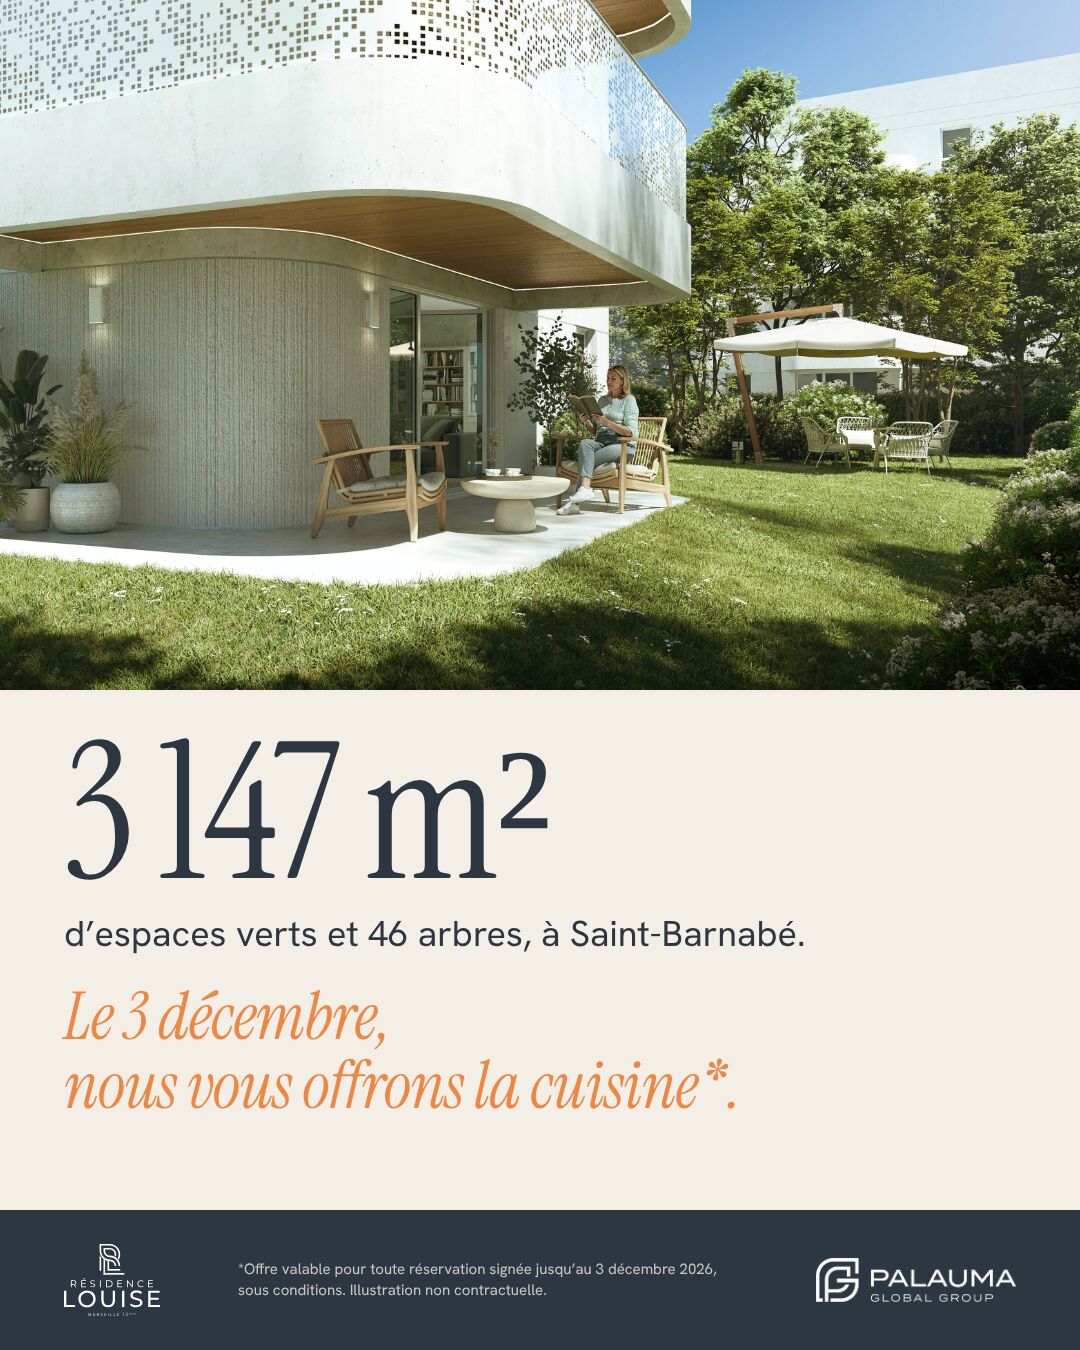 3 147 m²
d’espaces verts et 46 arbres, à Saint-Barnabé.
Le 3 décembre,
nous vous offrons la cuisine*.
RÉSIDENCE
LOUISE
MARSEILLE 12ème
*Offre valable pour toute réservation signée jusqu’au 3 décembre 2026,
sous conditions. Illustration non contractuelle.
PALAUMA
GLOBAL GROUP